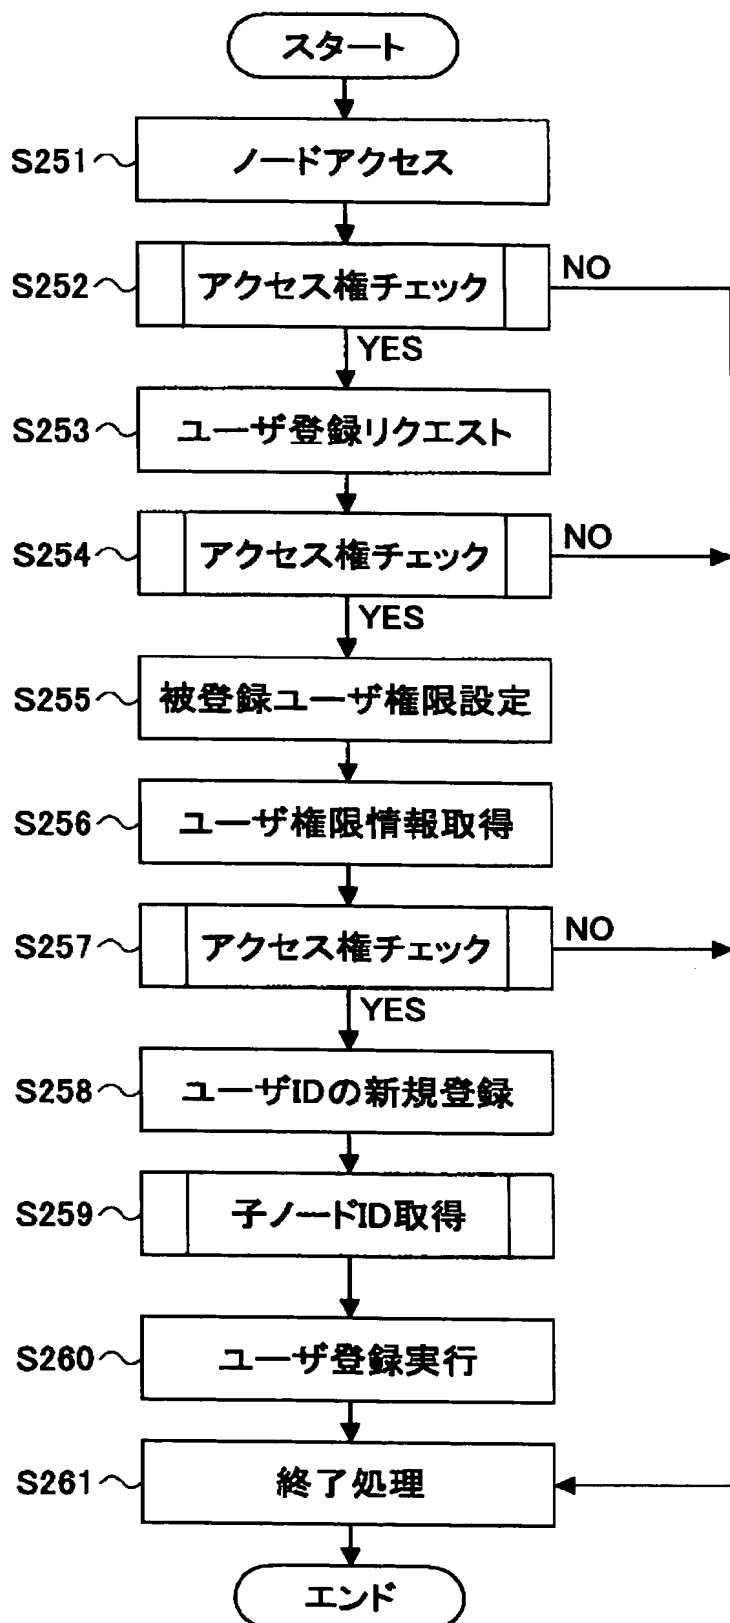 スタート
S251 ノードアクセス
S252 アクセス権チェック NO
YES
S253 ユーザ登録リクエスト
S254 アクセス権チェック NO
YES
S255 被登録ユーザ権限設定
S256 ユーザ権限情報取得
S257 アクセス権チェック NO
YES
S258 ユーザIDの新規登録
S259 子ノードID取得
S260 ユーザ登録実行
S261 終了処理
エンド